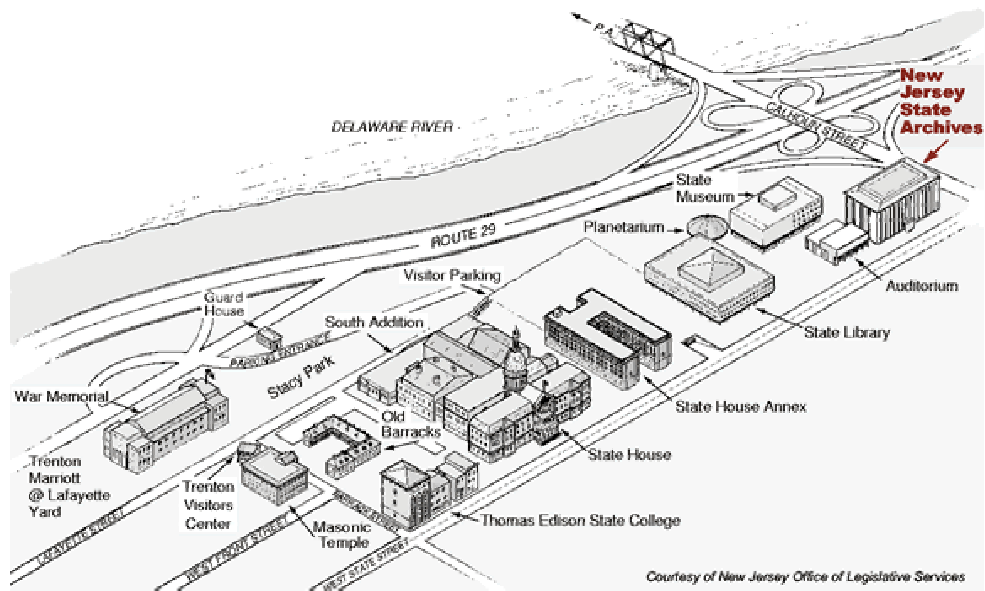 PA
DELAWARE RIVER
CALHOUN STREET
New
Jersey
State
Archives
State
Museum
Planetarium
ROUTE 29
Visitor Parking
Auditorium
Guard
House
State Library
South Addition
PARKING ENTRANCE
Stacy Park
War Memorial
State House Annex
Old
Barracks
State House
Trenton
Marriott
@ Lafayette
Yard
Trenton
Visitors
Center
Masonic
Temple
Thomas Edison State College
LAFAYETTE STREET
WEST FRONT STREET
WEST STATE STREET
Courtesy of New Jersey Office of Legislative Services